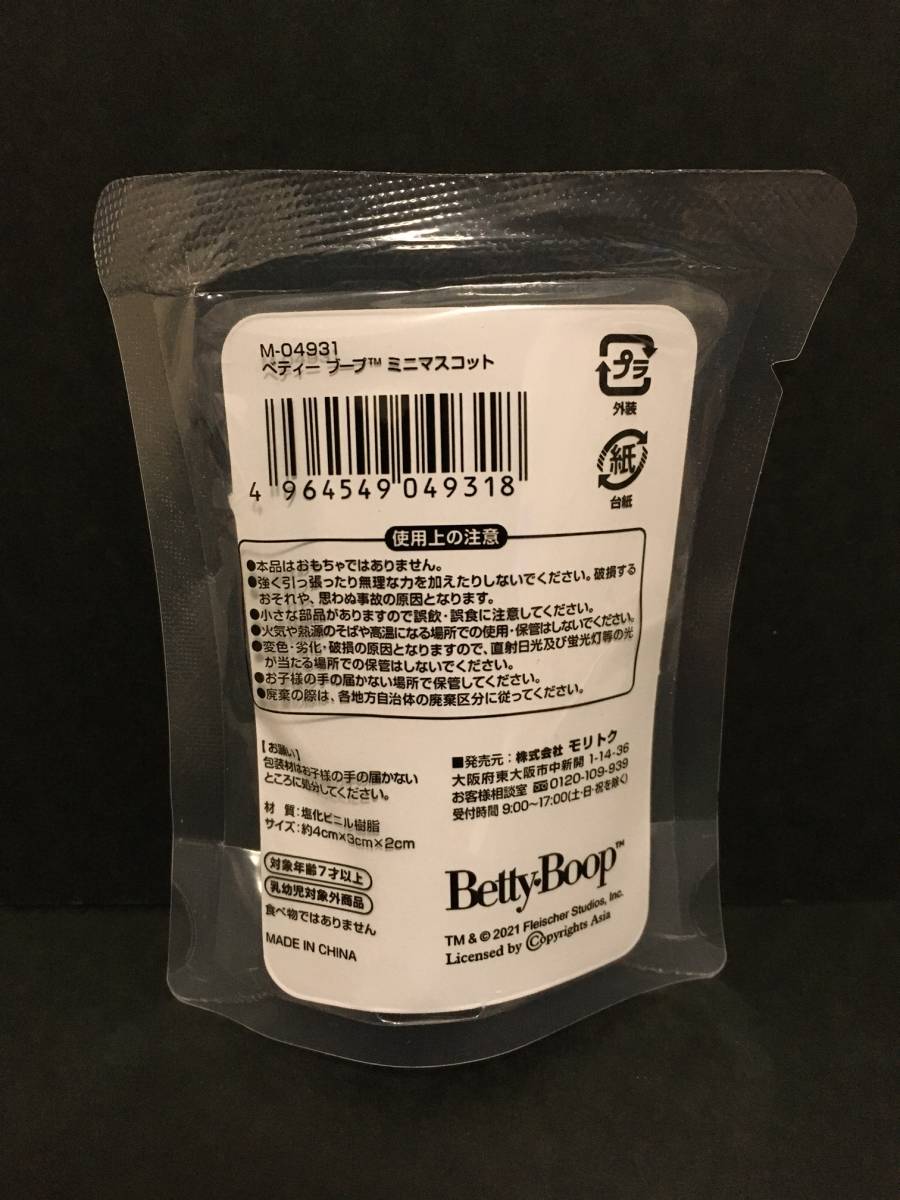 M-04931
ベティー ブープ™ ミニマスコット
プラ
外装
紙
台紙
4 964549 049318
使用上の注意
●本品はおもちゃではありません。
●強く引っ張ったり無理な力を加えたりしないでください。破損する
おそれや、思わぬ事故の原因となります。
●小さな部品がありますので誤飲・誤食に注意してください。
●火気や熱源のそばや高温になる場所での使用・保管はしないでください。
●変色・劣化・破損の原因となりますので、直射日光及び蛍光灯等の光
が当たる場所での保管はしないでください。
●お子様の手の届かない場所で保管してください。
●廃棄の際は、各地方自治体の廃棄区分に従ってください。
【お願い】
包装材はお子様の手の届かない
ところに処分してください。
材 質：塩化ビニル樹脂
サイズ：約4cm×3cm×2cm
対象年齢7才以上
乳幼児対象外商品
食べ物ではありません
MADE IN CHINA
■発売元：株式会社 モリトク
大阪府東大阪市中新開 1-14-36
お客様相談室 0120-109-939
受付時間 9:00~17:00(土・日・祝を除く)
Betty Boop™
TM & © 2021 Fleischer Studios, Inc.
Licensed by Copyrights Asia